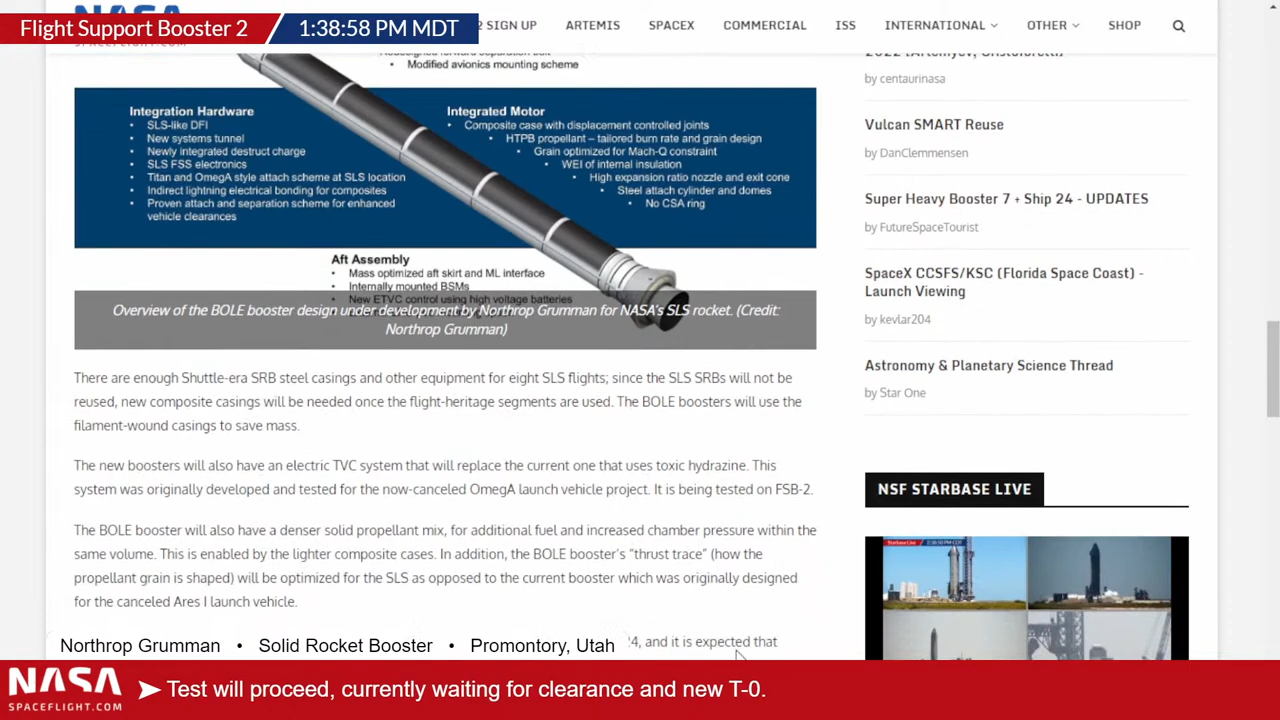 Flight Support Booster 2
1:38:58 PM MDT
SIGN UP
ARTEMIS
SPACEX
COMMERCIAL
ISS
INTERNATIONAL
OTHER
SHOP
• Modified avionics mounting scheme
Integration Hardware
• SLS-like DFI
• New systems tunnel
• Newly integrated destruct charge
• SLS FSS electronics
• Titan and OmegA style attach scheme at SLS location
• Indirect lightning electrical bonding for composites
• Proven attach and separation scheme for enhanced
vehicle clearances
Integrated Motor
• Composite case with displacement controlled joints
• HTPB propellant – tailored burn rate and grain design
• Grain optimized for Mach-Q constraint
• WEI of internal insulation
• High expansion ratio nozzle and exit cone
• Steel attach cylinder and domes
• No CSA ring
Aft Assembly
• Mass optimized aft skirt and ML interface
• Internally mounted BSMs
• New ETVC control using high voltage batteries
Overview of the BOLE booster design under development by Northrop Grumman for NASA's SLS rocket. (Credit:
Northrop Grumman)
There are enough Shuttle-era SRB steel casings and other equipment for eight SLS flights; since the SLS SRBs will not be
reused, new composite casings will be needed once the flight-heritage segments are used. The BOLE boosters will use the
filament-wound casings to save mass.
The new boosters will also have an electric TVC system that will replace the current one that uses toxic hydrazine. This
system was originally developed and tested for the now-canceled OmegA launch vehicle project. It is being tested on FSB-2.
The BOLE booster will also have a denser solid propellant mix, for additional fuel and increased chamber pressure within the
same volume. This is enabled by the lighter composite cases. In addition, the BOLE booster's “thrust trace” (how the
propellant grain is shaped) will be optimized for the SLS as opposed to the current booster which was originally designed
for the canceled Ares I launch vehicle.
4, and it is expected that
by centaurinasa
Vulcan SMART Reuse
by DanClemmensen
Super Heavy Booster 7 + Ship 24 - UPDATES
by FutureSpaceTourist
SpaceX CCSFS/KSC (Florida Space Coast) -
Launch Viewing
by kevlar204
Astronomy & Planetary Science Thread
by Star One
NSF STARBASE LIVE
Northrop Grumman • Solid Rocket Booster • Promontory, Utah
NASA
SPACEFLIGHT.COM
Test will proceed, currently waiting for clearance and new T-0.